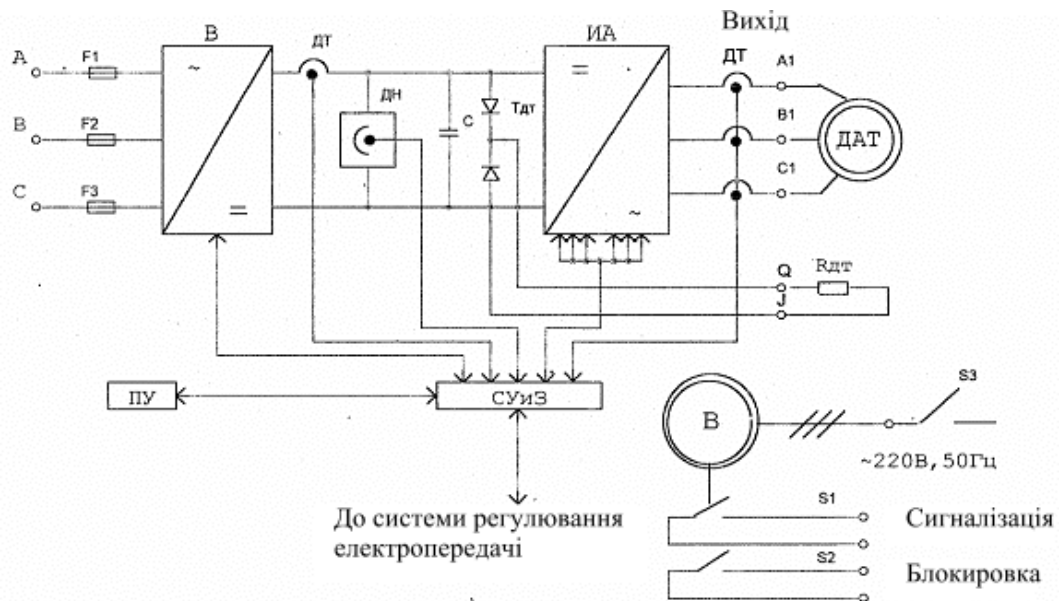 В
ДТ
ИА
Вихід
ДТ
A
F1
~
=
A1
ДН
C
Tдт
B
F2
B1
ДАТ
C
F3
C1
=
~
Q
Rдт
J
ПУ
СУиЗ
В
S3
~220В,50Гц
До системи регулювання
електропередачі
S1
Сигналізація
S2
Блокировка